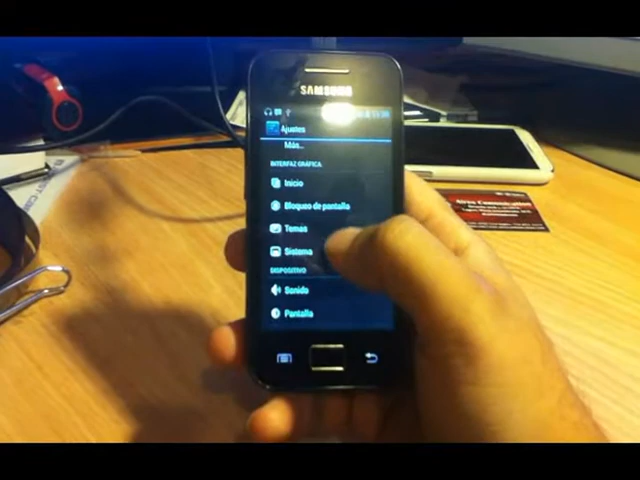 SAMSUNG
Ajustes
Más...
INTERFAZ GRÁFICA
Inicio
Bloqueo de pantalla
Temas
Sistema
DISPOSITIVO
Sonido
Pantalla